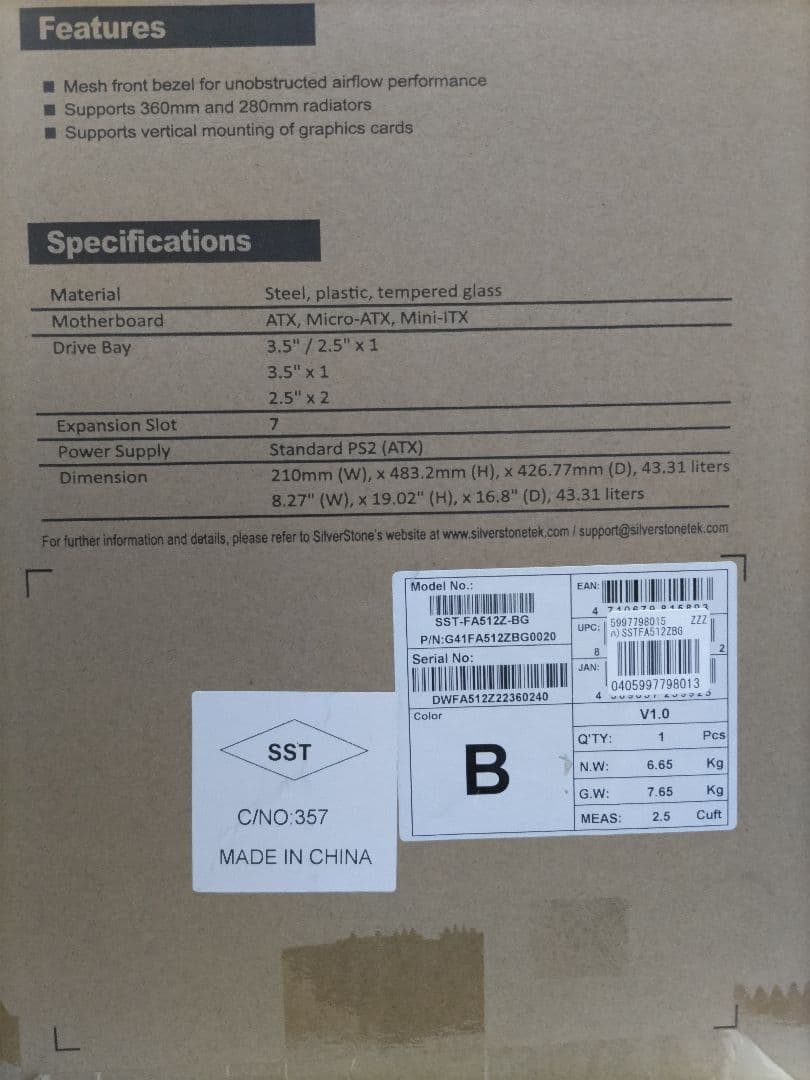 Features
Mesh front bezel for unobstructed airflow performance
Supports 360mm and 280mm radiators
Supports vertical mounting of graphics cards
Specifications
Material Steel, plastic, tempered glass
Motherboard ATX, Micro-ATX, Mini-ITX
Drive Bay 3.5" / 2.5" x 1
3.5" x 1
2.5" x 2
Expansion Slot 7
Power Supply Standard PS2 (ATX)
Dimension 210mm (W), x 483.2mm (H), x 426.77mm (D), 43.31 liters
8.27" (W), x 19.02" (H), x 16.8" (D), 43.31 liters
For further information and details, please refer to SilverStone's website at www.silverstonetek.com / support@silverstonetek.com
Model No.:
SST-FA512Z-BG
P/N:G41FA512ZBG0020
Serial No:
DWFA512Z22360240
Color
B
EAN:
UPC:
5997798015 ZZZ
SSTFA512ZBG
8 2
JAN:
0405997798013
4
V1.0
Q'TY: 1 Pcs
N.W: 6.65 Kg
G.W: 7.65 Kg
MEAS: 2.5 Cuft
SST
C/NO:357
MADE IN CHINA